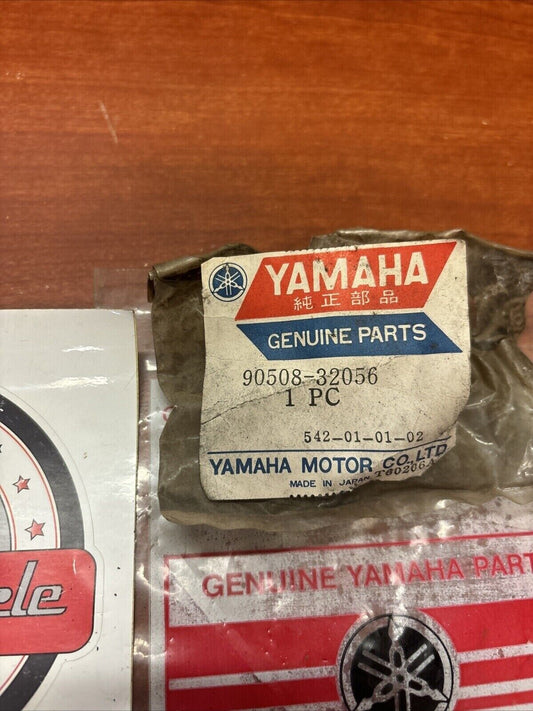 YAMAHA
純正部品
GENUINE PARTS
90508-32056
1 PC
542-01-01-02
YAMAHA MOTOR CO., LTD.
MADE IN JAPAN
GENUINE YAMAHA PART